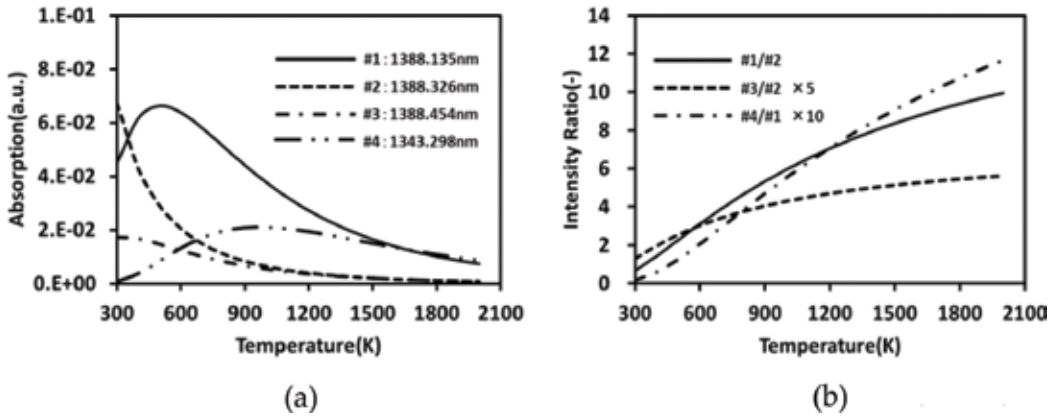 1.E-01
8.E-02
6.E-02
4.E-02
2.E-02
0.E+00
Absorption(a.u.)
#1:1388.135nm
#2:1388.326nm
#3:1388.454nm
#4:1343.298nm
300 600 900 1200 1500 1800 2100
Temperature(K)
(a)
14
12
10
8
6
4
2
0
Intensity Ratio(-)
#1/#2
#3/#2 ×5
#4/#1 ×10
300 600 900 1200 1500 1800 2100
Temperature(K)
(b)